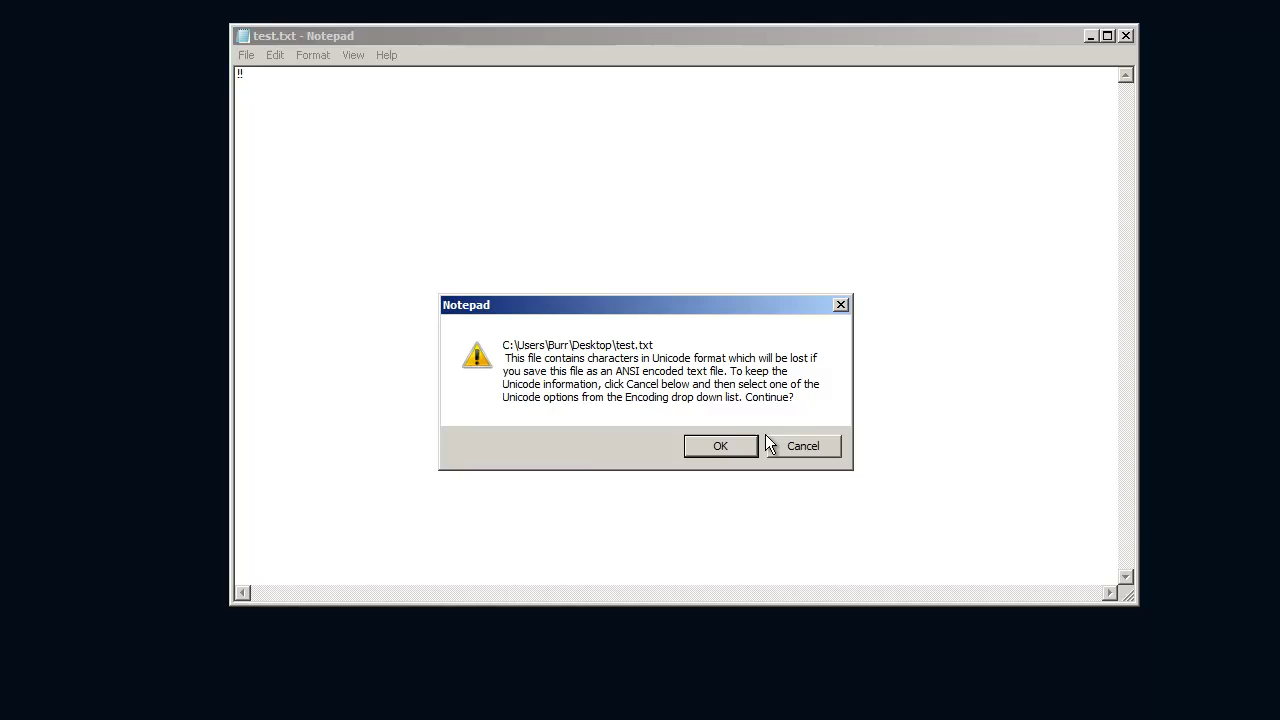 test.txt - Notepad
File Edit Format View Help
‼
Notepad
C:\Users\Burr\Desktop\test.txt
This file contains characters in Unicode format which will be lost if
you save this file as an ANSI encoded text file. To keep the
Unicode information, click Cancel below and then select one of the
Unicode options from the Encoding drop down list. Continue?
OK Cancel